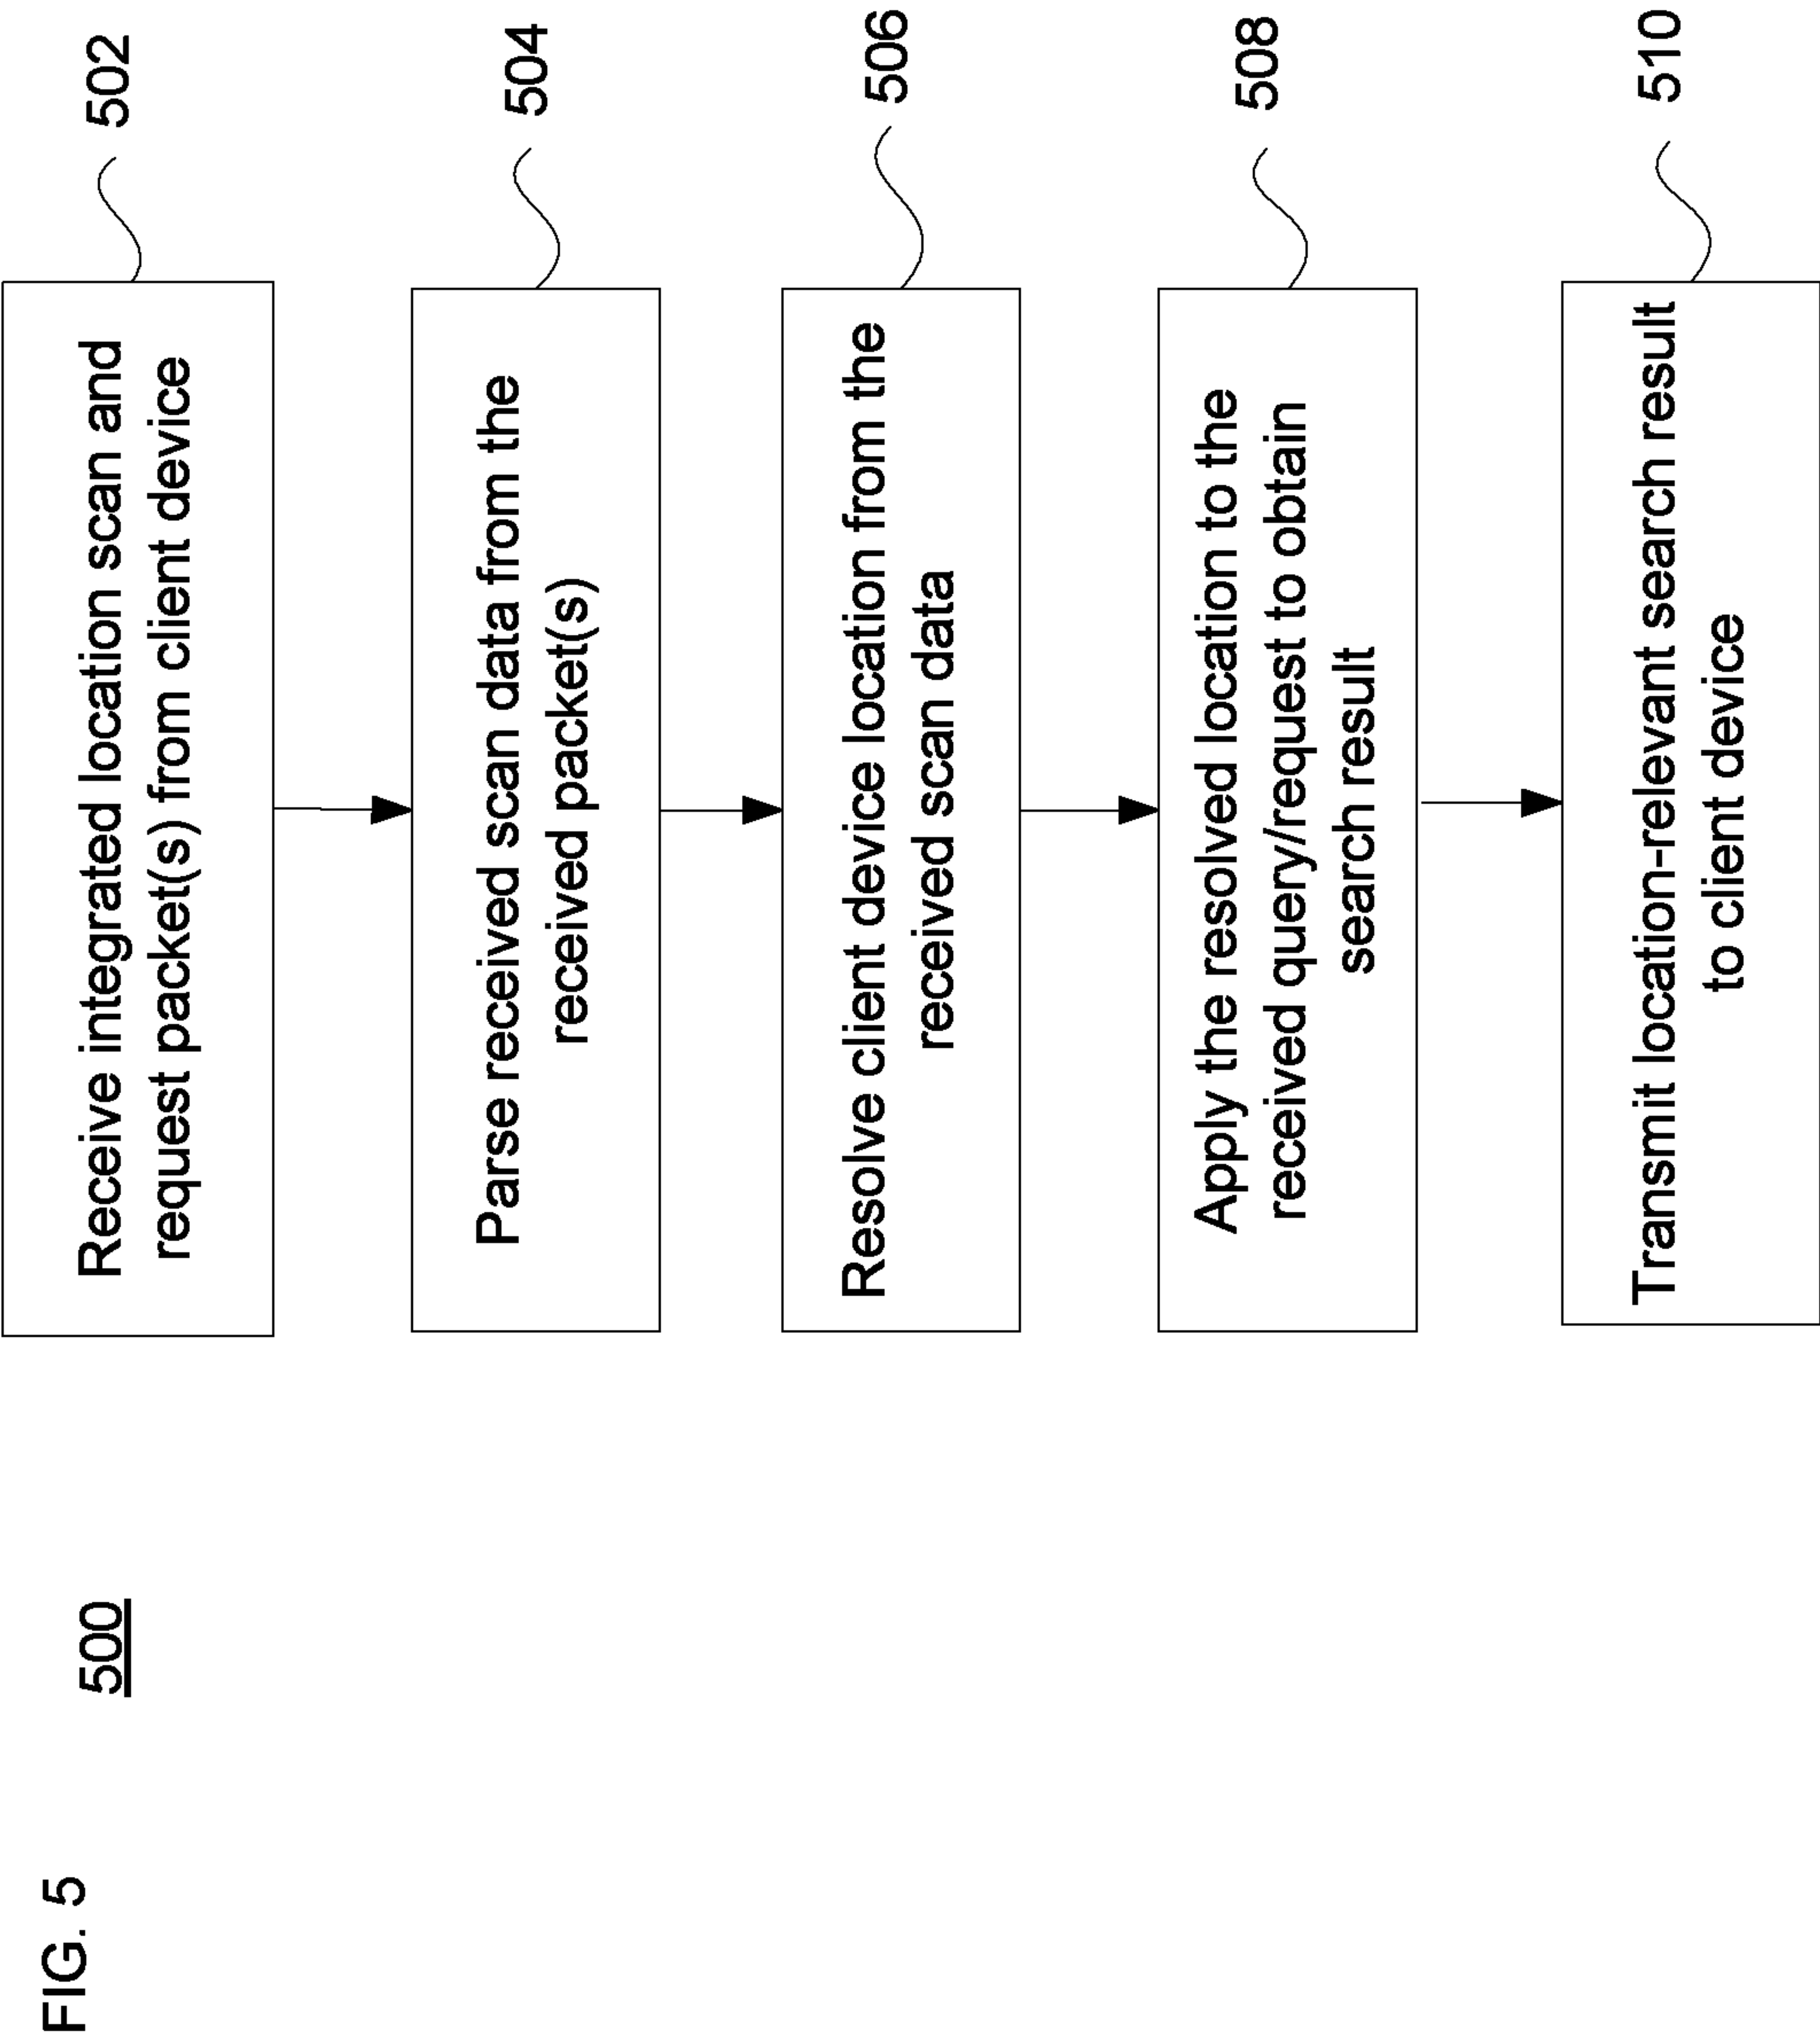 FIG. 5
500
Receive integrated location scan and
request packet(s) from client device
502
Parse received scan data from the
received packet(s)
504
Resolve client device location from the
received scan data
506
Apply the resolved location to the
received query/request to obtain
search result
508
Transmit location-relevant search result
to client device
510